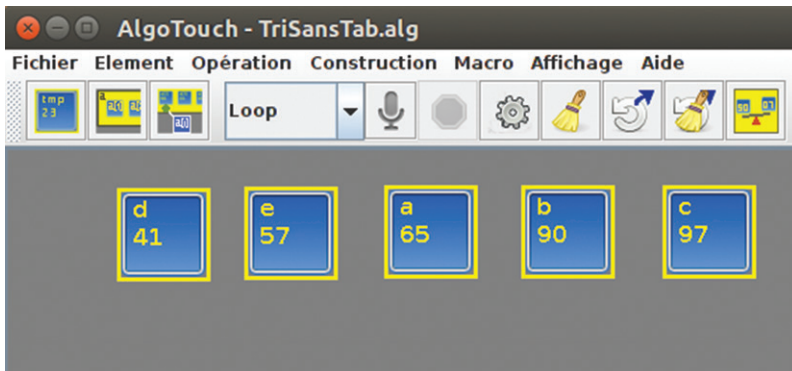 AlgoTouch - TriSansTab.alg
Fichier Element Opération Construction Macro Affichage Aide
tmp
23
Loop
d e a b c
41 57 65 90 97